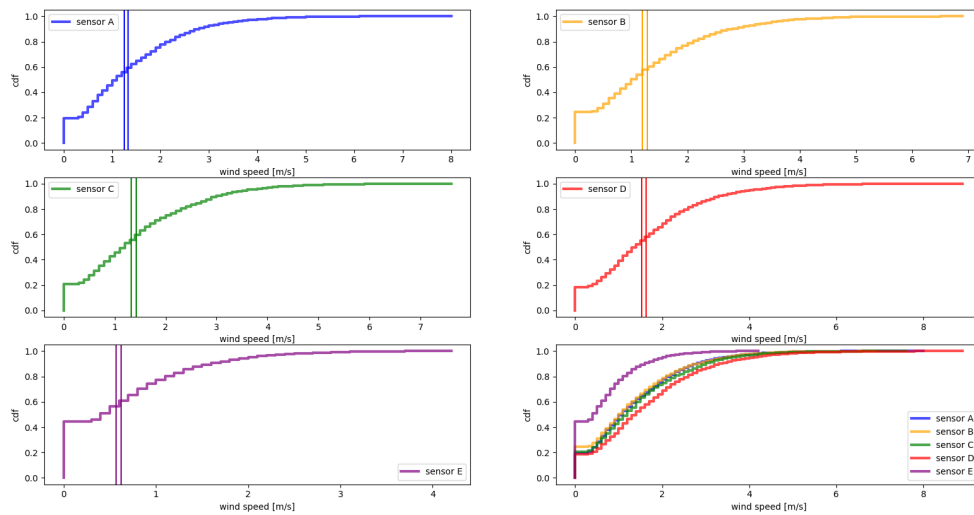 sensor A
cdf
1.0
0.8
0.6
0.4
0.2
0.0
0 1 2 3 4 5 6 7 8
wind speed [m/s]
sensor B
cdf
1.0
0.8
0.6
0.4
0.2
0.0
0 1 2 3 4 5 6 7
wind speed [m/s]
sensor C
cdf
1.0
0.8
0.6
0.4
0.2
0.0
0 1 2 3 4 5 6 7
wind speed [m/s]
sensor D
cdf
1.0
0.8
0.6
0.4
0.2
0.0
0 2 4 6 8
wind speed [m/s]
sensor E
cdf
1.0
0.8
0.6
0.4
0.2
0.0
0 1 2 3 4
wind speed [m/s]
cdf
1.0
0.8
0.6
0.4
0.2
0.0
sensor A
sensor B
sensor C
sensor D
sensor E
0 2 4 6 8
wind speed [m/s]